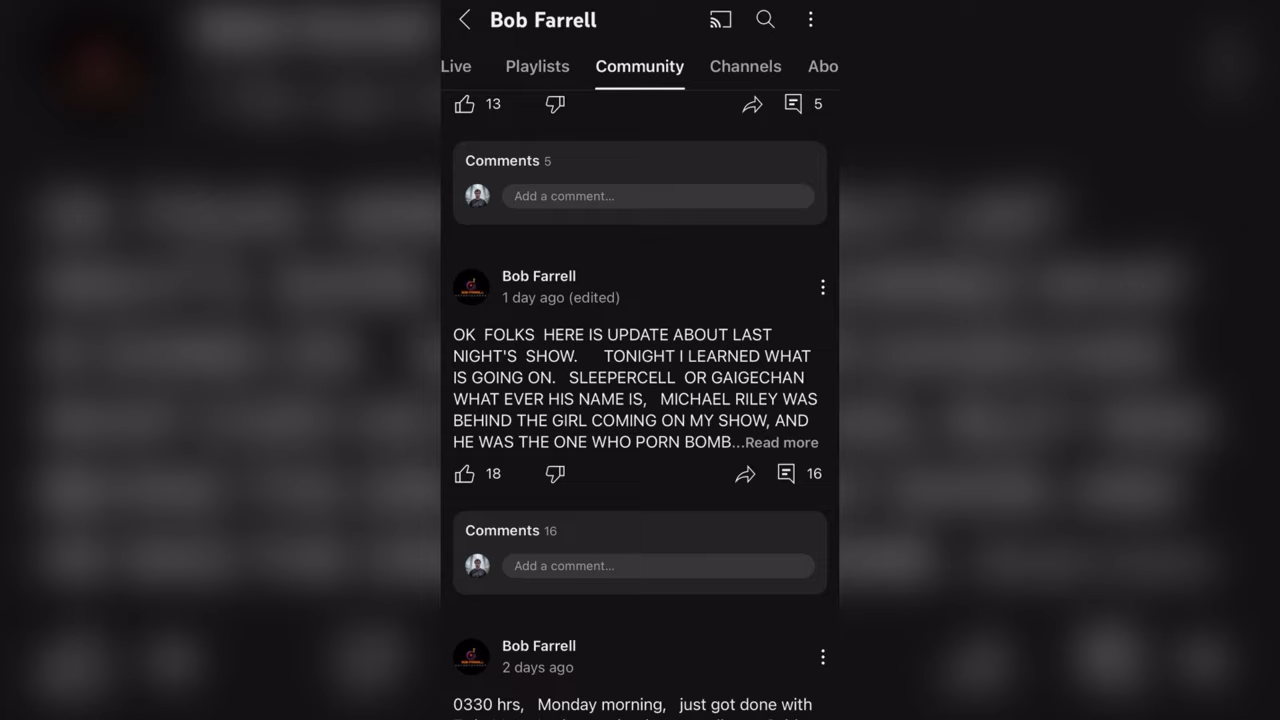 Bob Farrell
Live Playlists Community Channels Abo
13 5
Comments 5
Add a comment...
Bob Farrell
1 day ago (edited)
OK FOLKS HERE IS UPDATE ABOUT LAST
NIGHT'S SHOW. TONIGHT I LEARNED WHAT
IS GOING ON. SLEEPERCELL OR GAIGECHAN
WHAT EVER HIS NAME IS, MICHAEL RILEY WAS
BEHIND THE GIRL COMING ON MY SHOW, AND
HE WAS THE ONE WHO PORN BOMB...Read more
18 16
Comments 16
Add a comment...
Bob Farrell
2 days ago
0330 hrs, Monday morning, just got done with